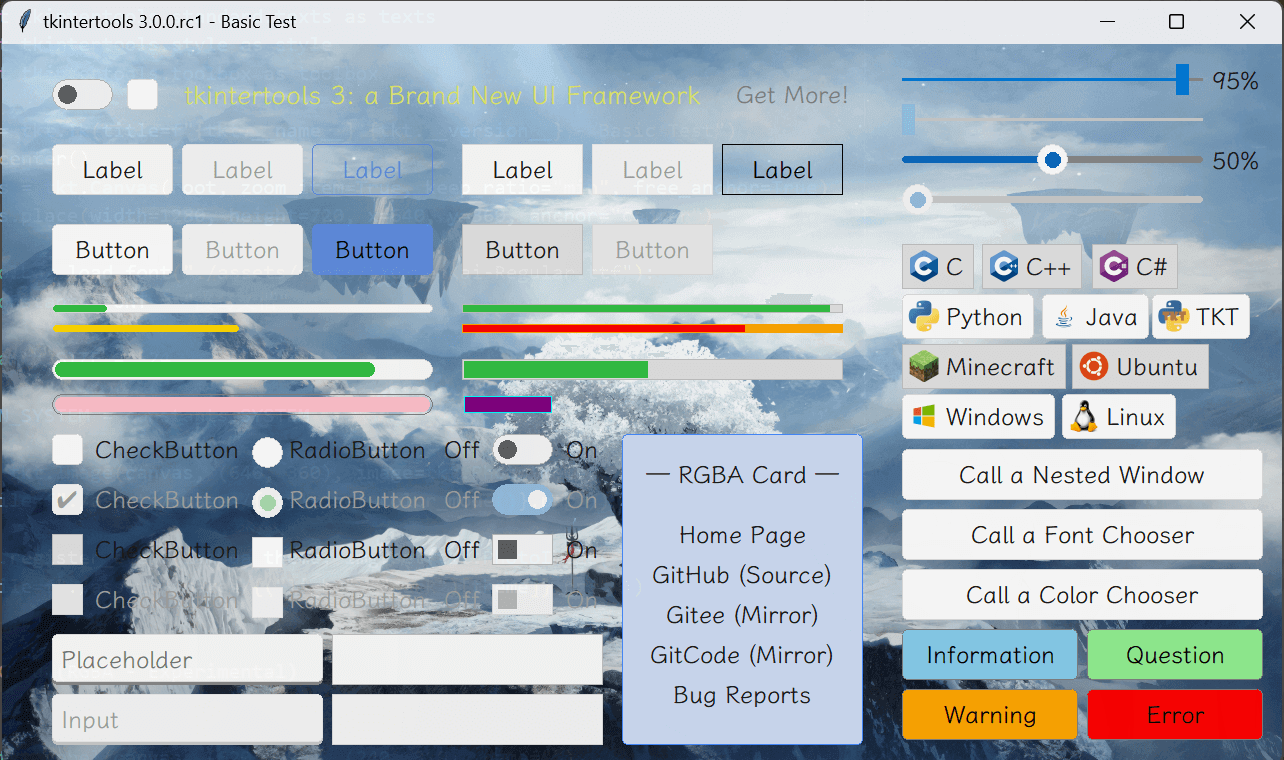 tkintertools 3.0.0.rc1 - Basic Test
tkintertools 3: a Brand New UI Framework
Get More!
95%
50%
Label Label Label Label Label Label
Button Button Button Button Button
C C++ C#
Python Java TKT
Minecraft Ubuntu
Windows Linux
CheckButton RadioButton Off On
CheckButton RadioButton Off On
CheckButton RadioButton Off On
CheckButton RadioButton Off On
Placeholder
Input
— RGBA Card —
Home Page
GitHub (Source)
Gitee (Mirror)
GitCode (Mirror)
Bug Reports
Call a Nested Window
Call a Font Chooser
Call a Color Chooser
Information Question
Warning Error